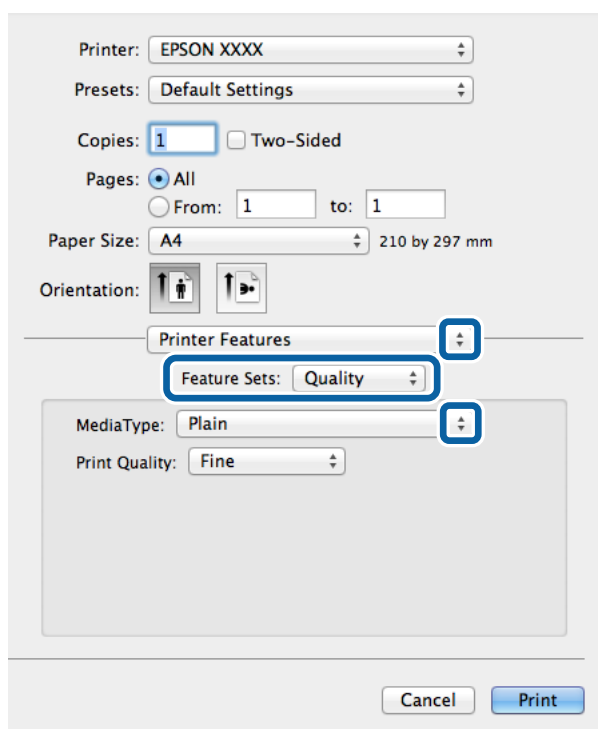 Printer: EPSON XXXX
Presets: Default Settings
Copies: 1 Two-Sided
Pages: All
From: 1 to: 1
Paper Size: A4 210 by 297 mm
Orientation:
Printer Features
Feature Sets: Quality
MediaType: Plain
Print Quality: Fine
Cancel Print